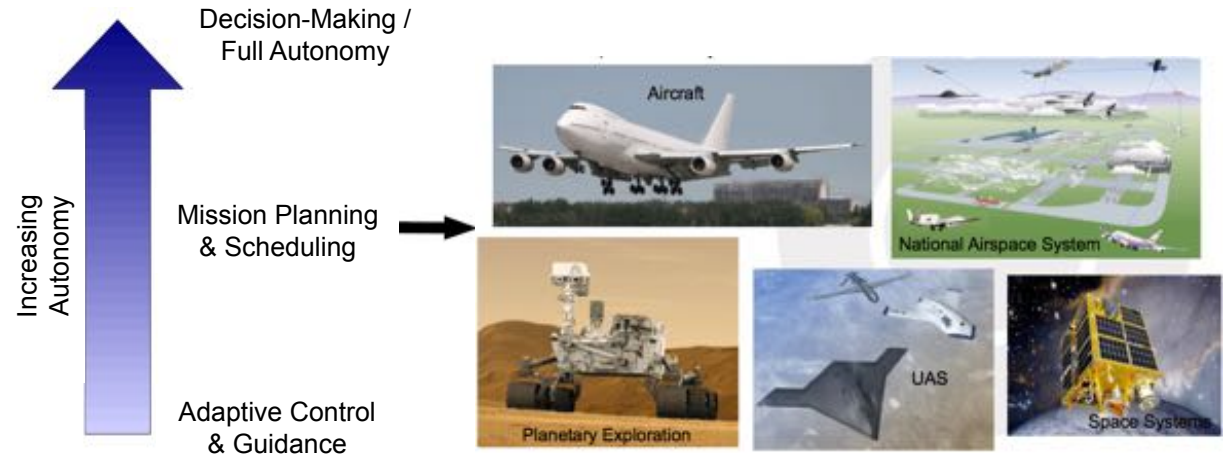 Decision-Making /
Full Autonomy
Increasing
Autonomy
Mission Planning
& Scheduling
Adaptive Control
& Guidance
Aircraft
National Airspace System
Planetary Exploration
UAS
Space Systems